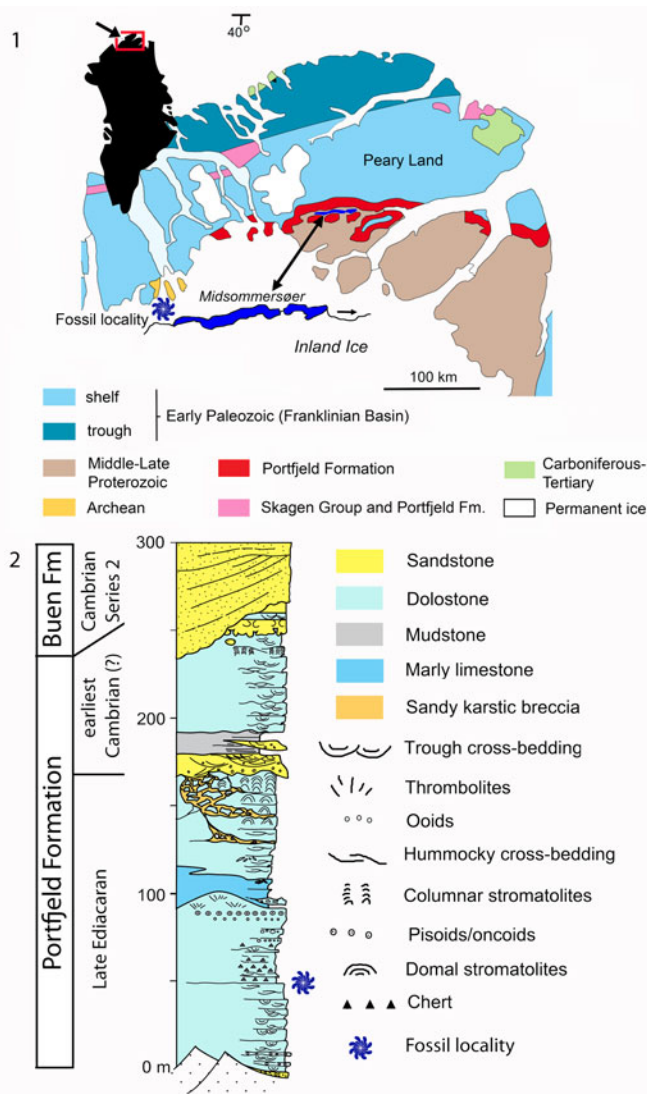 1
40°
Peary Land
Midsommersøer
Fossil locality
Inland Ice
100 km
shelf
trough
Early Paleozoic (Franklinian Basin)
Middle-Late
Proterozoic
Archean
Portfjeld Formation
Skagen Group and Portfjeld Fm.
Carboniferous-
Tertiary
Permanent ice
2
Buen Fm
Cambrian
Series 2
Portfjeld Formation
earliest
Cambrian (?)
Late Ediacaran
300
200
100
0 m
Sandstone
Dolostone
Mudstone
Marly limestone
Sandy karstic breccia
Trough cross-bedding
Thrombolites
Ooids
Hummocky cross-bedding
Columnar stromatolites
Pisoids/oncoids
Domal stromatolites
Chert
Fossil locality